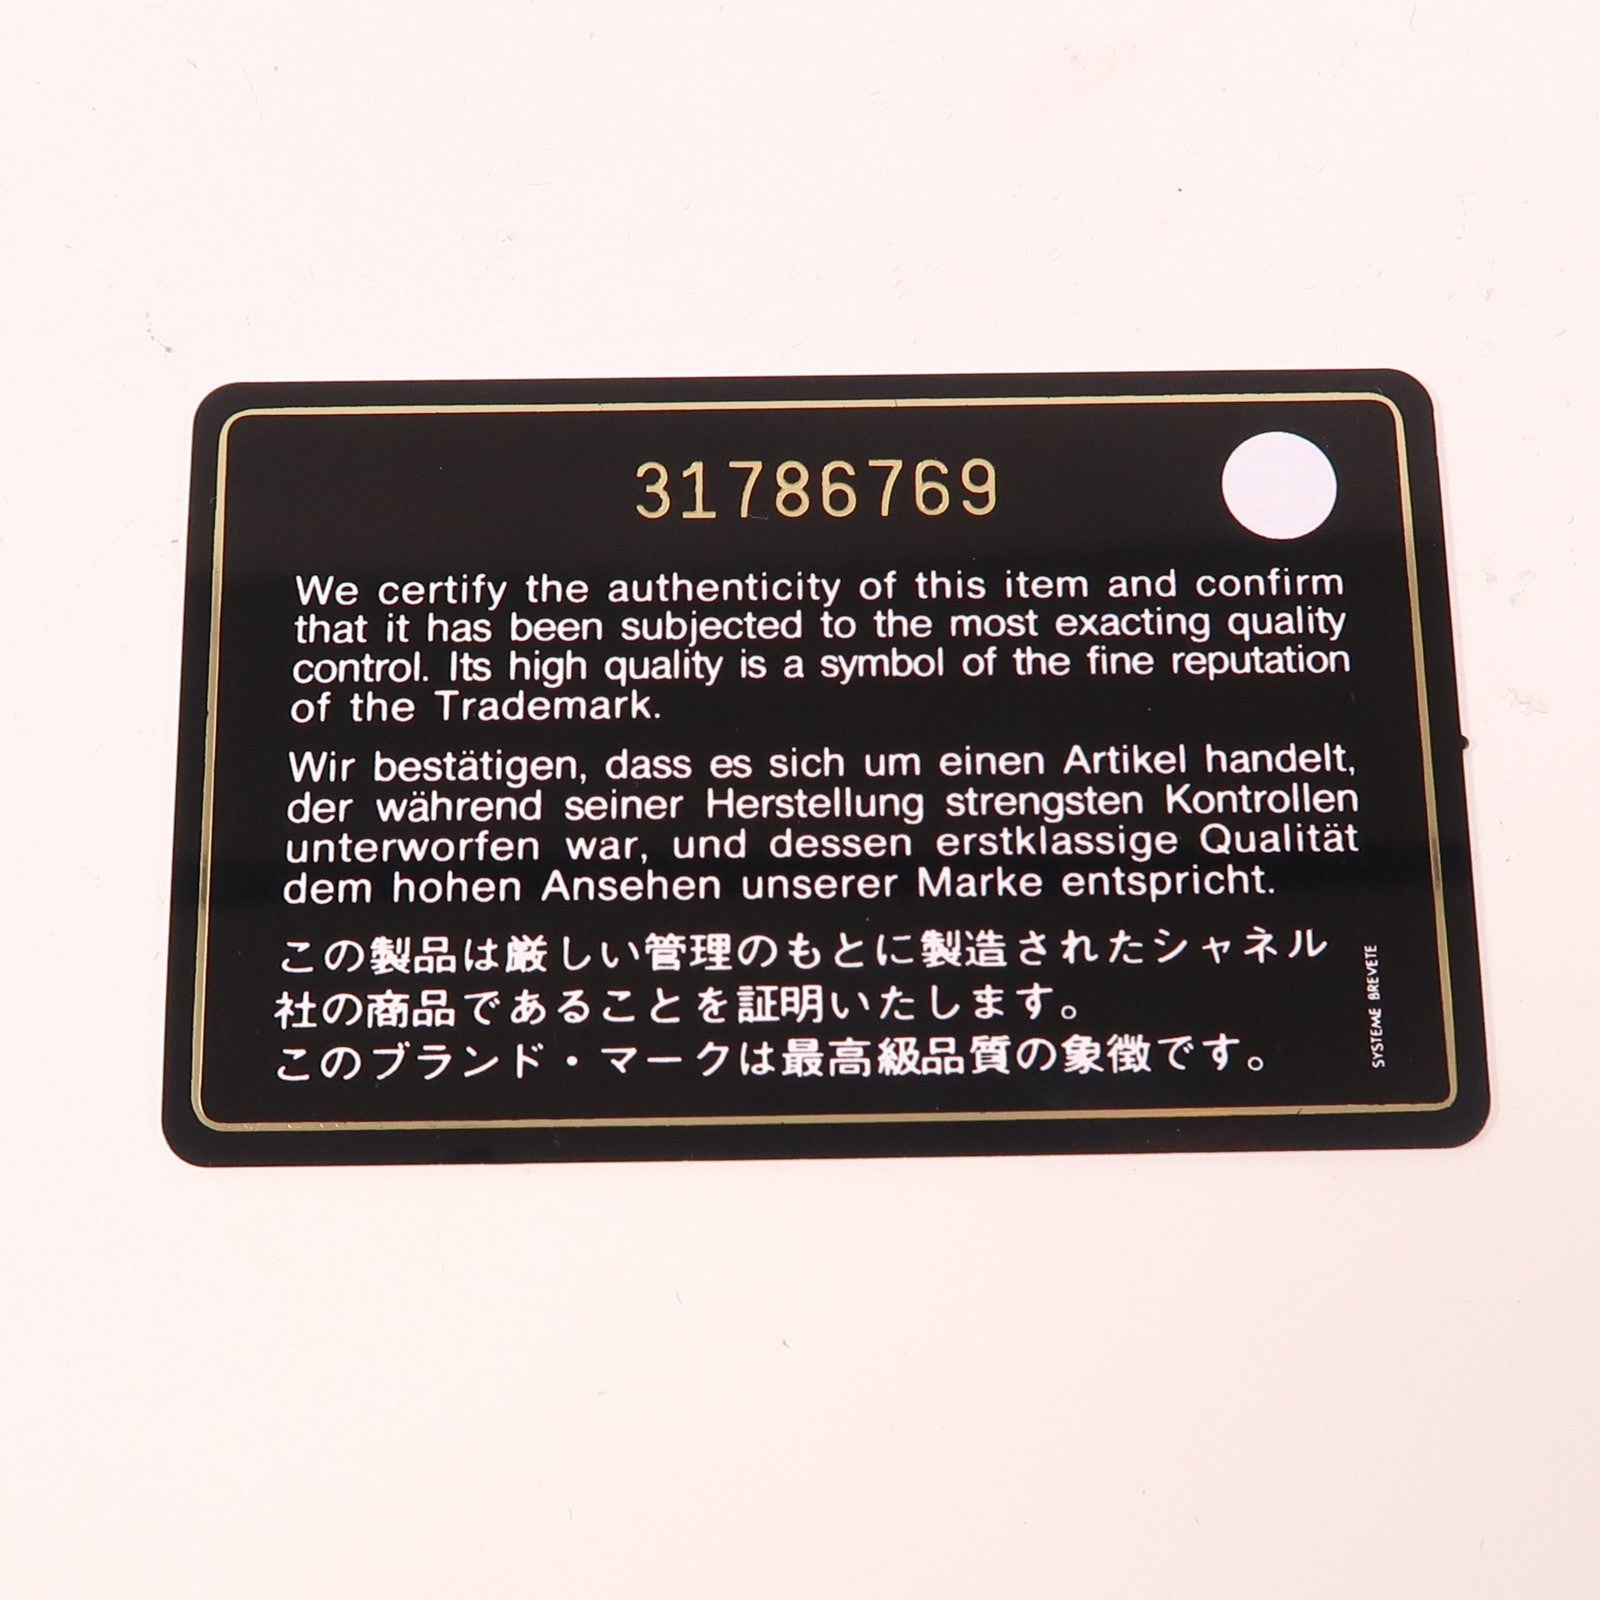 31786769
We certify the authenticity of this item and confirm
that it has been subjected to the most exacting quality
control. Its high quality is a symbol of the fine reputation
of the Trademark.
Wir bestätigen, dass es sich um einen Artikel handelt,
der während seiner Herstellung strengsten Kontrollen
unterworfen war, und dessen erstklassige Qualität
dem hohen Ansehen unserer Marke entspricht.
この製品は厳しい管理のもとに製造されたシャネル
社の商品であることを証明いたします。
このブランド・マークは最高級品質の象徴です。
SYSTEME BREVETE